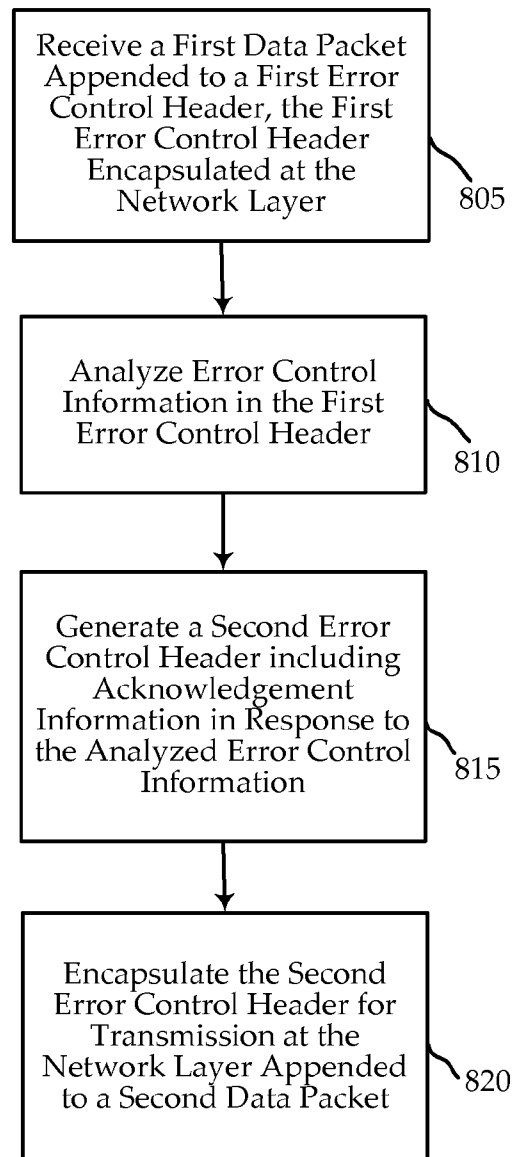 Receive a First Data Packet
Appended to a First Error
Control Header, the First
Error Control Header
Encapsulated at the
Network Layer
805
Analyze Error Control
Information in the First
Error Control Header
810
Generate a Second Error
Control Header including
Acknowledgement
Information in Response to
the Analyzed Error Control
Information
815
Encapsulate the Second
Error Control Header for
Transmission at the
Network Layer Appended
to a Second Data Packet
820